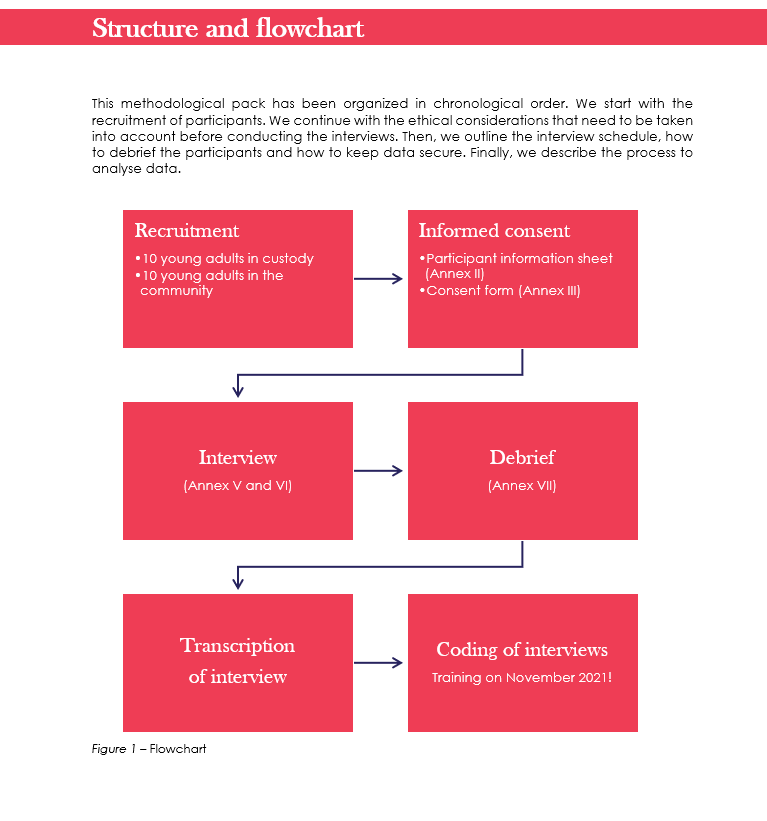 Structure and flowchart
This methodological pack has been organized in chronological order. We start with the
recruitment of participants. We continue with the ethical considerations that need to be taken
into account before conducting the interviews. Then, we outline the interview schedule, how
to debrief the participants and how to keep data secure. Finally, we describe the process to
analyse data.
Recruitment
•10 young adults in custody
•10 young adults in the
community
Informed consent
•Participant information sheet
(Annex II)
•Consent form (Annex III)
Interview
(Annex V and VI)
Debrief
(Annex VII)
Transcription
of interview
Coding of interviews
Training on November 2021!
Figure 1 – Flowchart